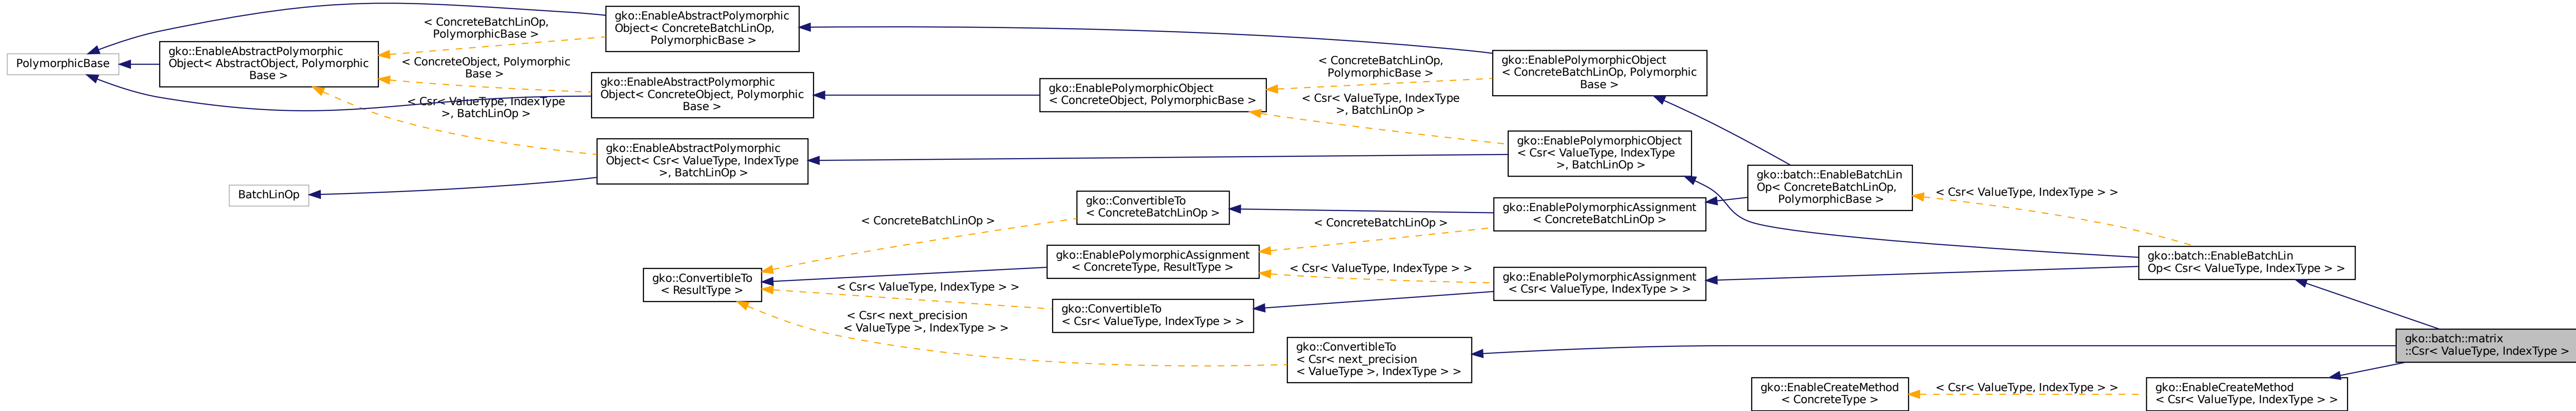 PolymorphicBase
gko::EnableAbstractPolymorphic
Object< AbstractObject, Polymorphic
Base >
BatchLinOp
< ConcreteBatchLinOp,
PolymorphicBase >
< ConcreteObject, Polymorphic
Base >
< Csr< ValueType, IndexType
>, BatchLinOp >
gko::EnableAbstractPolymorphic
Object< ConcreteBatchLinOp,
PolymorphicBase >
gko::EnableAbstractPolymorphic
Object< ConcreteObject, Polymorphic
Base >
gko::EnableAbstractPolymorphic
Object< Csr< ValueType, IndexType
>, BatchLinOp >
gko::ConvertibleTo
< ResultType >
< ConcreteBatchLinOp >
< Csr< ValueType, IndexType > >
< Csr< next_precision
< ValueType >, IndexType > >
gko::EnablePolymorphicObject
< ConcreteObject, PolymorphicBase >
gko::ConvertibleTo
< ConcreteBatchLinOp >
gko::EnablePolymorphicAssignment
< ConcreteType, ResultType >
gko::ConvertibleTo
< Csr< ValueType, IndexType > >
< ConcreteBatchLinOp,
PolymorphicBase >
< Csr< ValueType, IndexType
>, BatchLinOp >
< ConcreteBatchLinOp >
< Csr< ValueType, IndexType > >
gko::ConvertibleTo
< Csr< next_precision
< ValueType >, IndexType > >
gko::EnablePolymorphicObject
< ConcreteBatchLinOp, Polymorphic
Base >
gko::EnablePolymorphicObject
< Csr< ValueType, IndexType
>, BatchLinOp >
gko::EnablePolymorphicAssignment
< ConcreteBatchLinOp >
gko::EnablePolymorphicAssignment
< Csr< ValueType, IndexType > >
gko::batch::EnableBatchLin
Op< ConcreteBatchLinOp,
PolymorphicBase >
< Csr< ValueType, IndexType > >
gko::EnableCreateMethod
< ConcreteType >
< Csr< ValueType, IndexType > >
gko::batch::EnableBatchLin
Op< Csr< ValueType, IndexType > >
gko::EnableCreateMethod
< Csr< ValueType, IndexType > >
gko::batch::matrix
::Csr< ValueType, IndexType >